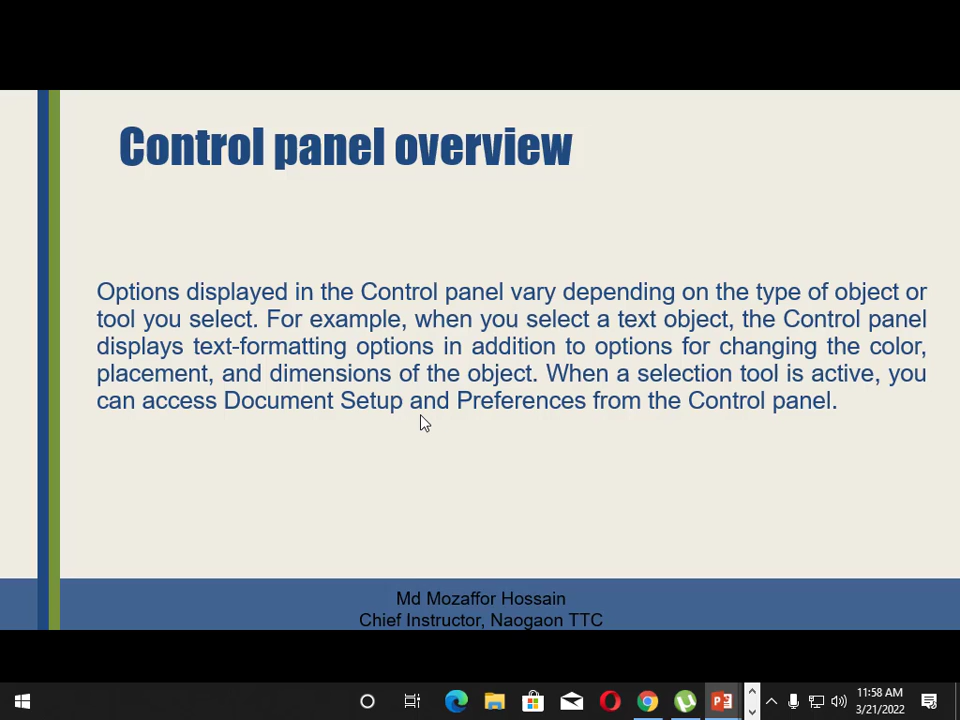 Control panel overview
Options displayed in the Control panel vary depending on the type of object or
tool you select. For example, when you select a text object, the Control panel
displays text-formatting options in addition to options for changing the color,
placement, and dimensions of the object. When a selection tool is active, you
can access Document Setup and Preferences from the Control panel.
Md Mozaffor Hossain
Chief Instructor, Naogaon TTC
11:58 AM
3/21/2022